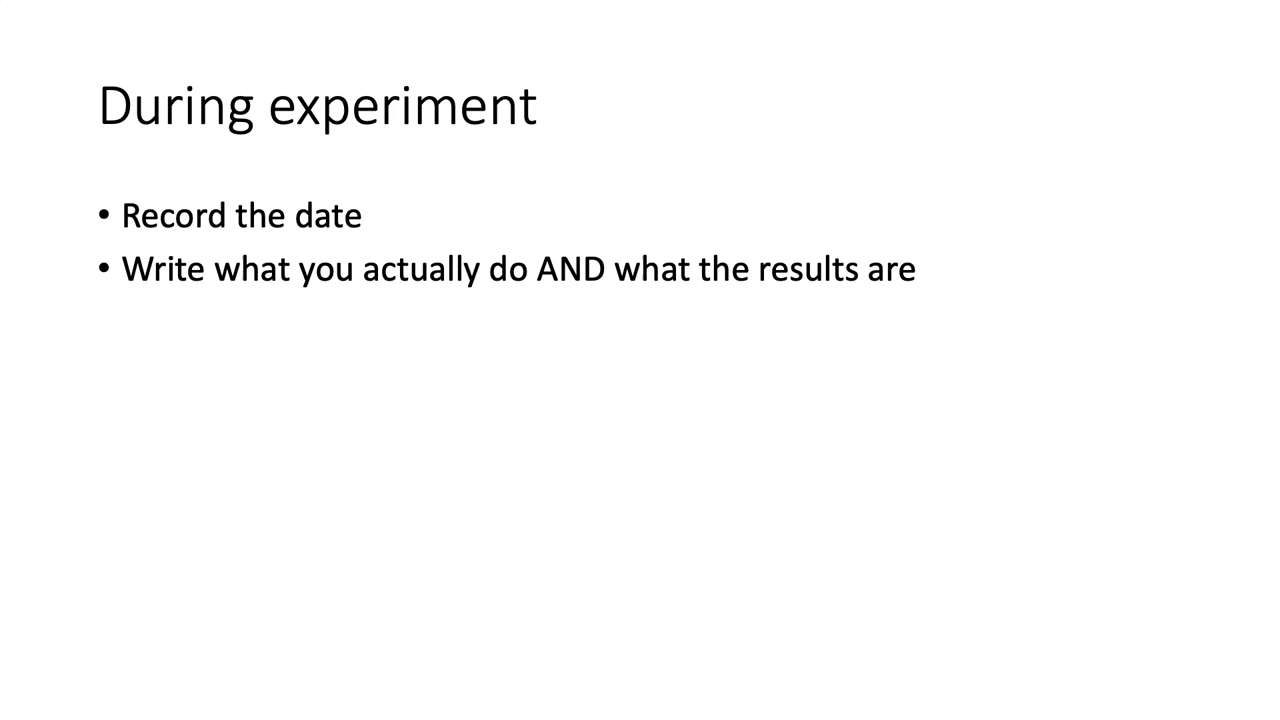 During experiment
• Record the date
• Write what you actually do AND what the results are